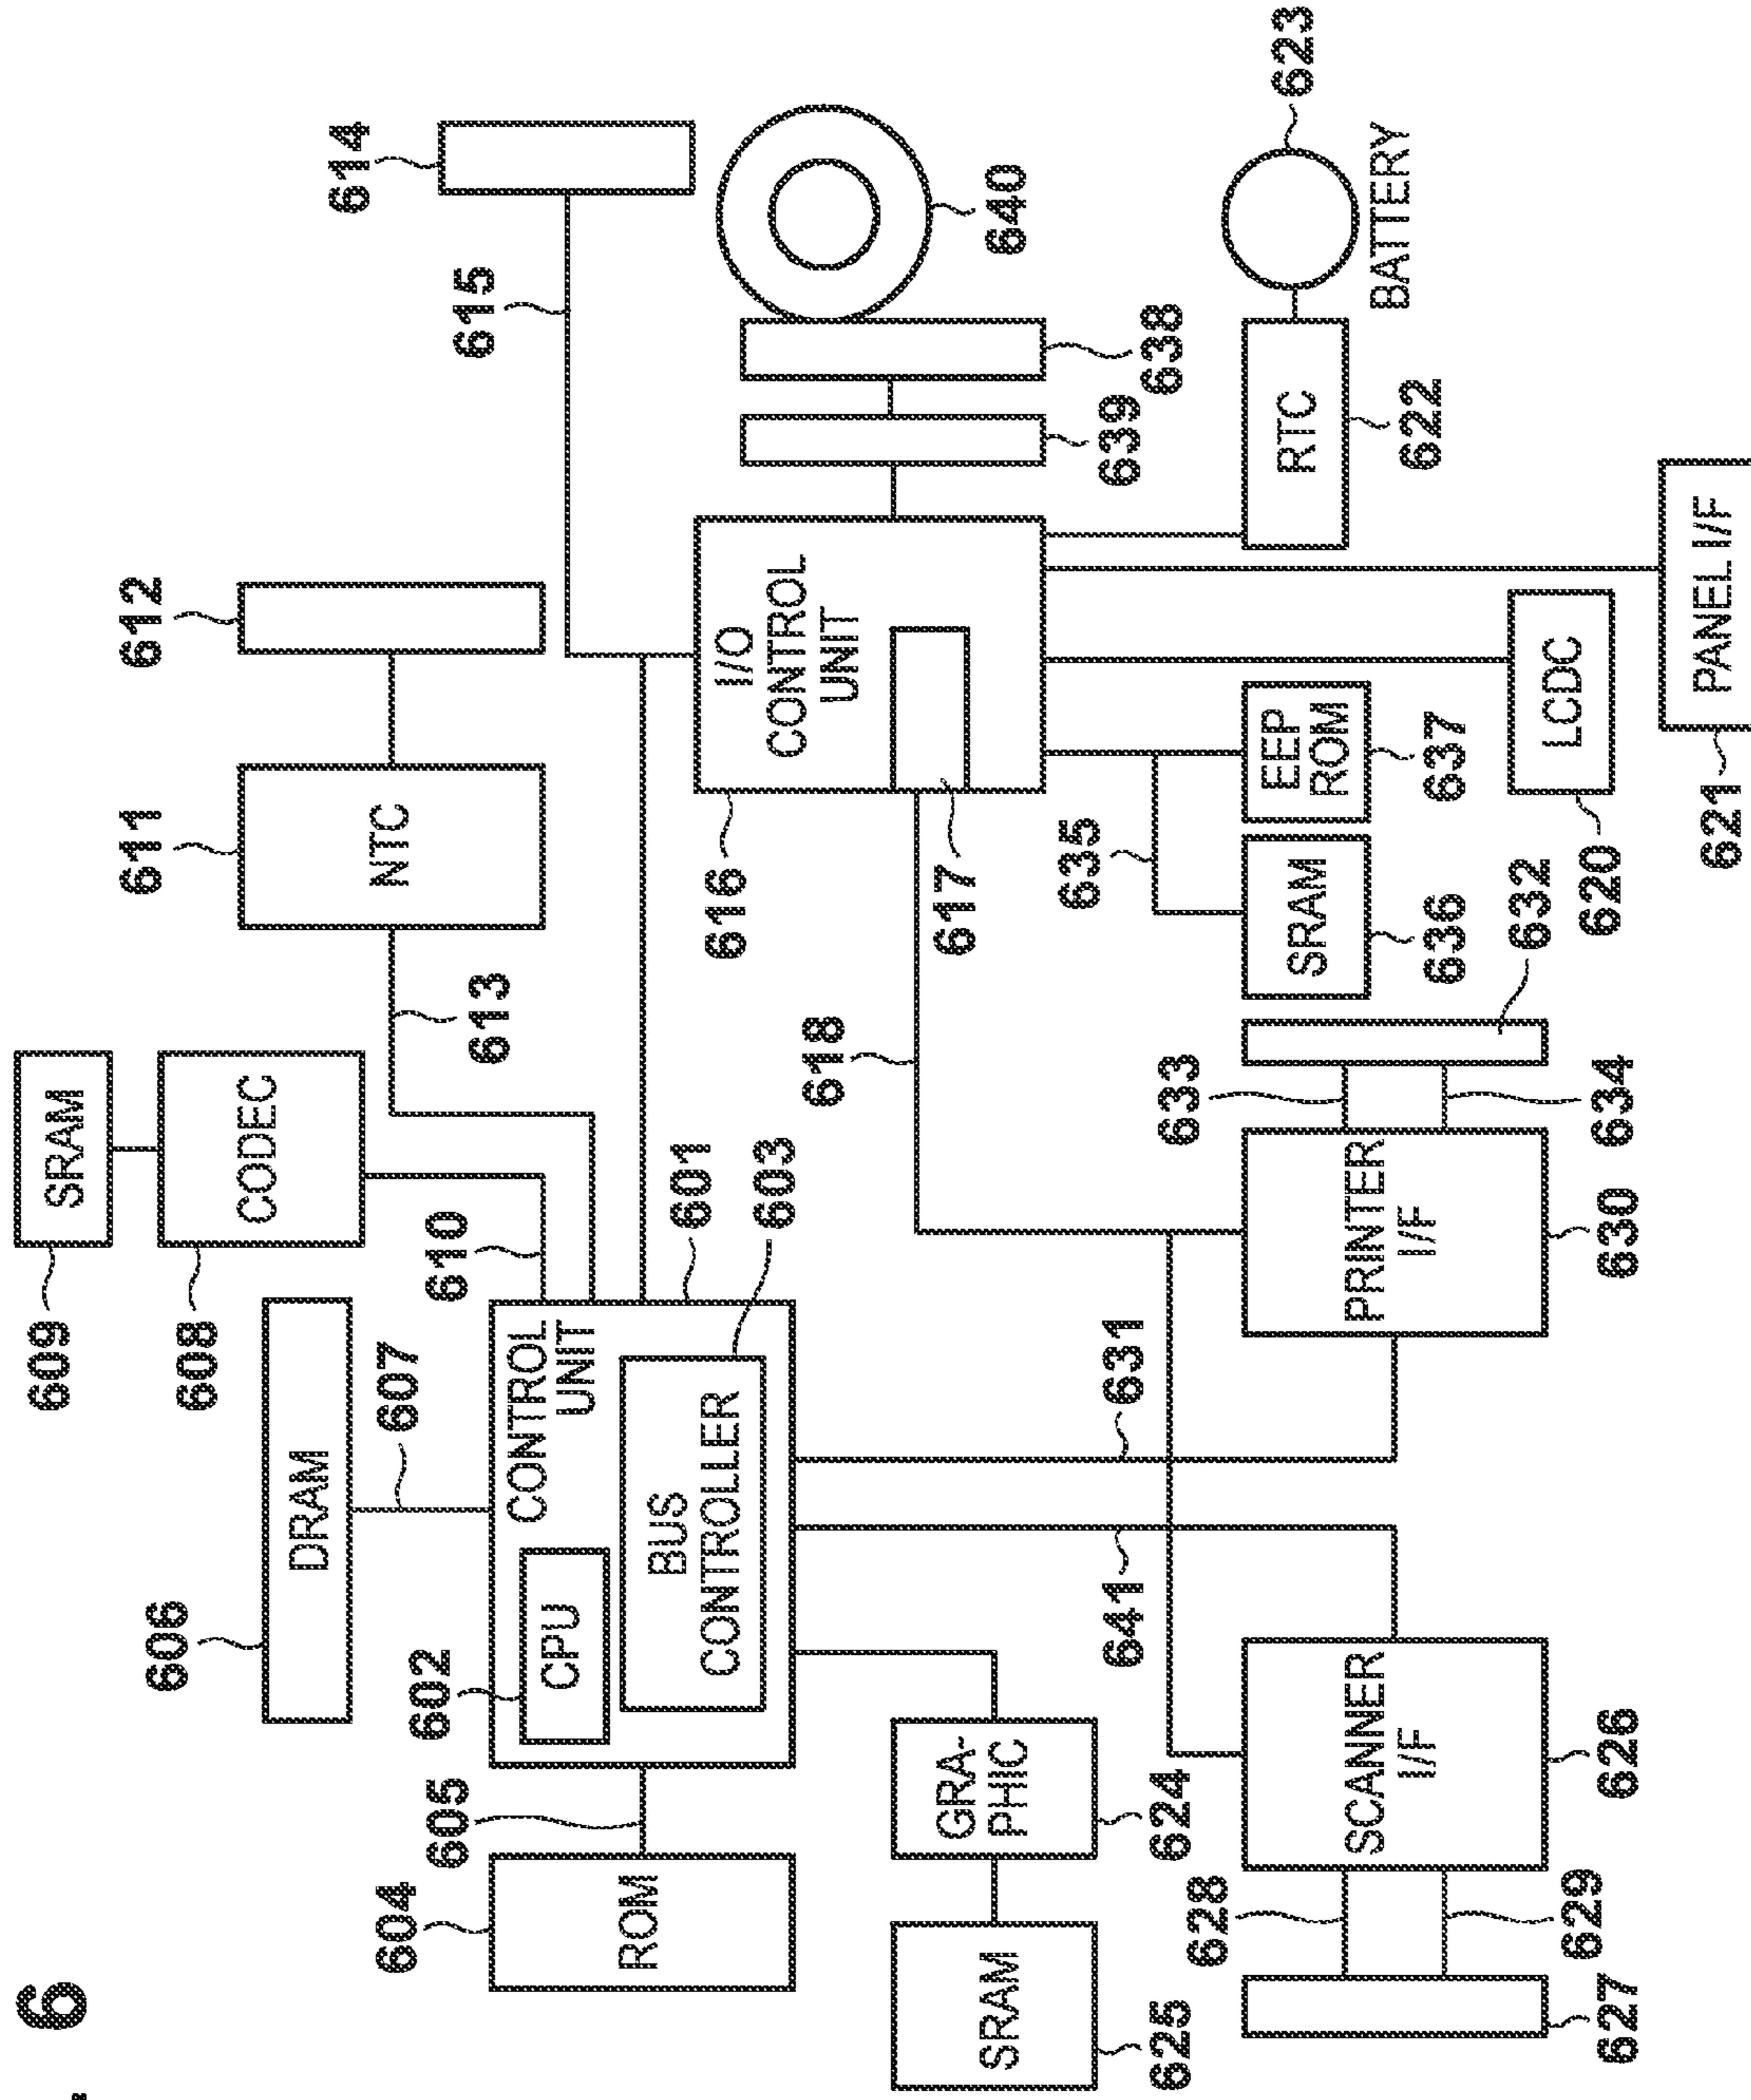 6
609
SRAM
608
CODEC
606
DRAM
607
610
611
NTC
612
613
614
615
604
ROM
605
602
CPU
CONTROL
UNIT
601
BUS
CONTROLLER
603
616
I/O
CONTROL
UNIT
617
618
639
638
640
625
SRAM
624
GRA-
PHIC
641
631
635
SRAM
636
EEP
ROM
637
RTC
622
623
BATTERY
LCDC
620
PANEL I/F
621
627
628
629
SCANNER
I/F
626
PRINTER
I/F
630
633
634
632